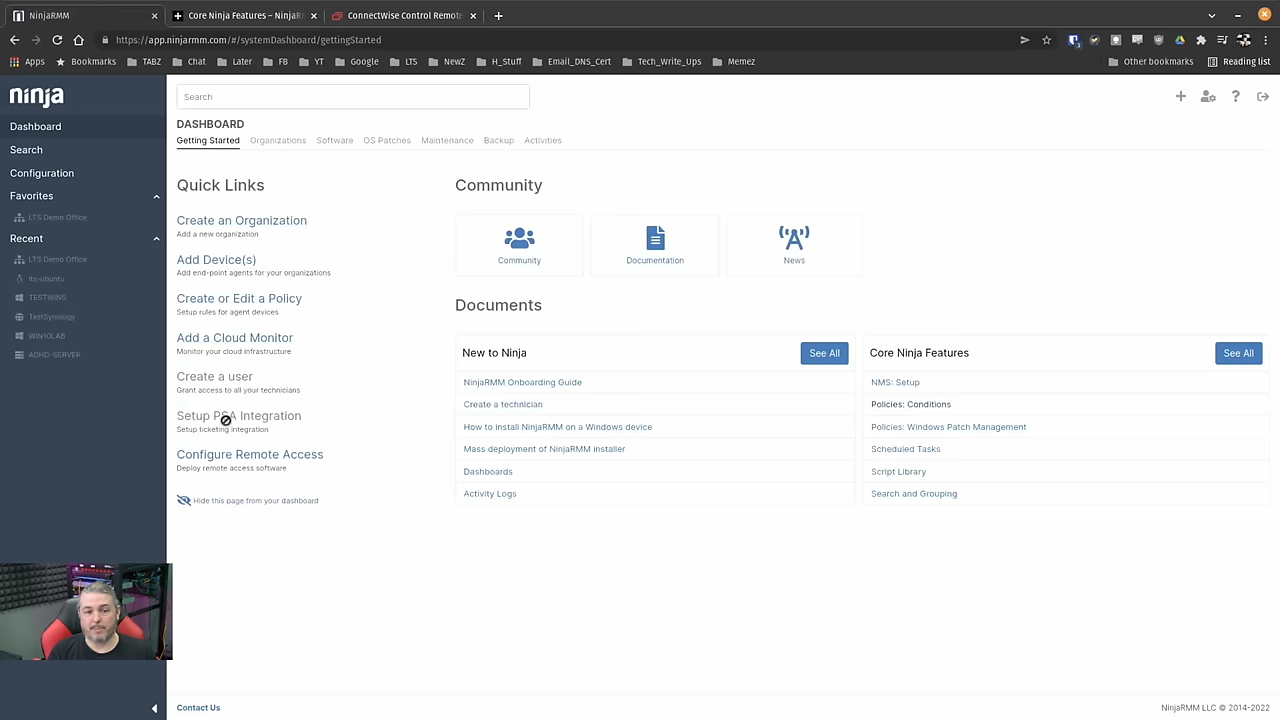 NinjaRMM
Core Ninja Features – NinjaR
ConnectWise Control Remote
https://app.ninjarmm.com/#/systemDashboard/gettingStarted
Apps
Bookmarks
TABZ
Chat
Later
FB
YT
Google
LTS
NewZ
H_Stuff
Email_DNS_Cert
Tech_Write_Ups
Memez
Other bookmarks
Reading list
ninja
Dashboard
Search
Configuration
Favorites
LTS Demo Office
Recent
LTS Demo Office
lts-ubuntu
TESTWINS
TestSynology
WIN10LAB
ADHD-SERVER
Search
DASHBOARD
Getting Started
Organizations
Software
OS Patches
Maintenance
Backup
Activities
Quick Links
Create an Organization
Add a new organization
Add Device(s)
Add end-point agents for your organizations
Create or Edit a Policy
Setup rules for agent devices
Add a Cloud Monitor
Monitor your cloud infrastructure
Create a user
Grant access to all your technicians
Setup PSA Integration
Setup ticketing integration
Configure Remote Access
Deploy remote access software
Hide this page from your dashboard
Community
Community
Documentation
News
Documents
New to Ninja
See All
NinjaRMM Onboarding Guide
Create a technician
How to install NinjaRMM on a Windows device
Mass deployment of NinjaRMM installer
Dashboards
Activity Logs
Core Ninja Features
See All
NMS: Setup
Policies: Conditions
Policies: Windows Patch Management
Scheduled Tasks
Script Library
Search and Grouping
Contact Us
NinjaRMM LLC © 2014-2022